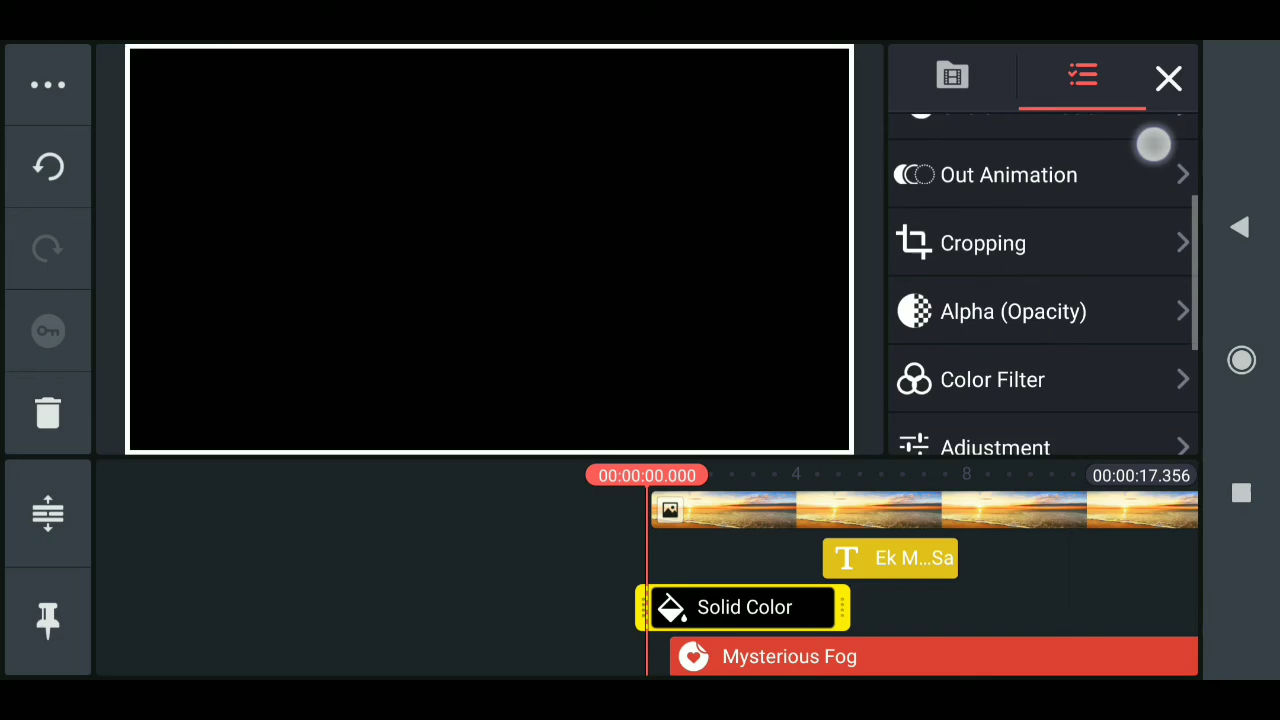 Out Animation
Cropping
Alpha (Opacity)
Color Filter
Adjustment
00:00:00.000
4
8
00:00:17.356
Ek M...Sa
Solid Color
Mysterious Fog